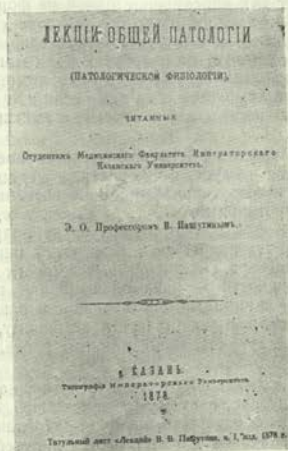 ЛЕКЦІИ ОБЩЕЙ ПАТОЛОГІИ
(ПАТОЛОГИЧЕСКОЙ ФИЗІОЛОГІИ),
ЧИТАННЫЯ
Студентамъ Медицинскаго Факультета Императорскаго
Казанскаго Университета.
Э. О. Профессоромъ В. Пашутинымъ.
КАЗАНЬ.
Типографія Императорскаго Университета
1878.
Титульный лист «Лекций» В. В. Пашутина, ч. I, изд. 1878 г.